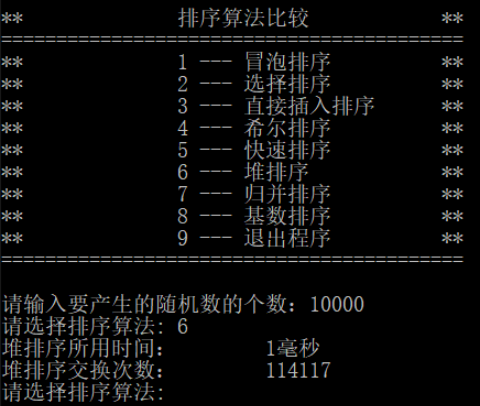 ** 排序算法比较 **
==========================================
** 1 --- 冒泡排序 **
** 2 --- 选择排序 **
** 3 --- 直接插入排序 **
** 4 --- 希尔排序 **
** 5 --- 快速排序 **
** 6 --- 堆排序 **
** 7 --- 归并排序 **
** 8 --- 基数排序 **
** 9 --- 退出程序 **
==========================================
请输入要产生的随机数的个数：10000
请选择排序算法: 6
堆排序所用时间： 1毫秒
堆排序交换次数： 114117
请选择排序算法: